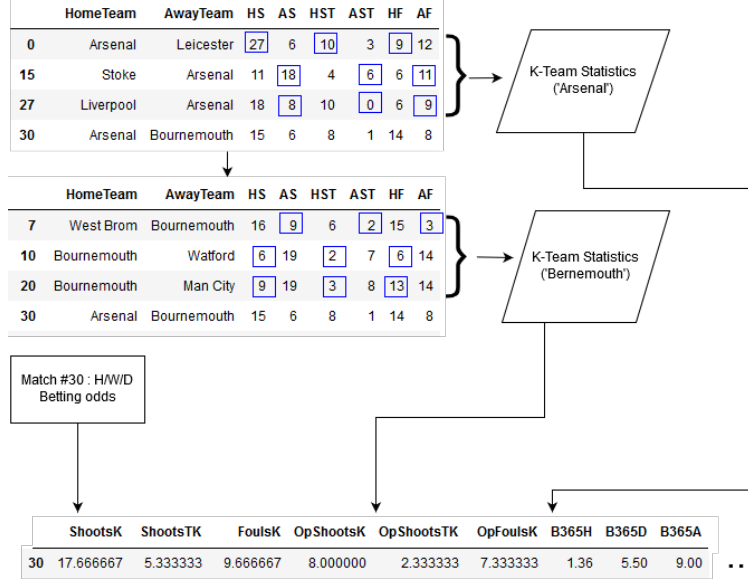 HomeTeam AwayTeam HS AS HST AST HF AF
0 Arsenal Leicester 27 6 10 3 9 12
15 Stoke Arsenal 11 18 4 6 6 11
27 Liverpool Arsenal 18 8 10 0 6 9
30 Arsenal Bournemouth 15 6 8 1 14 8
K-Team Statistics
('Arsenal')
HomeTeam AwayTeam HS AS HST AST HF AF
7 West Brom Bournemouth 16 9 6 2 15 3
10 Bournemouth Watford 6 19 2 7 6 14
20 Bournemouth Man City 9 19 3 8 13 14
30 Arsenal Bournemouth 15 6 8 1 14 8
K-Team Statistics
('Bernemouth')
Match #30 : H/W/D
Betting odds
ShootsK ShootsTK FoulsK OpShootsK OpShootsTK OpFoulsK B365H B365D B365A
30 17.666667 5.333333 9.666667 8.000000 2.333333 7.333333 1.36 5.50 9.00 ..